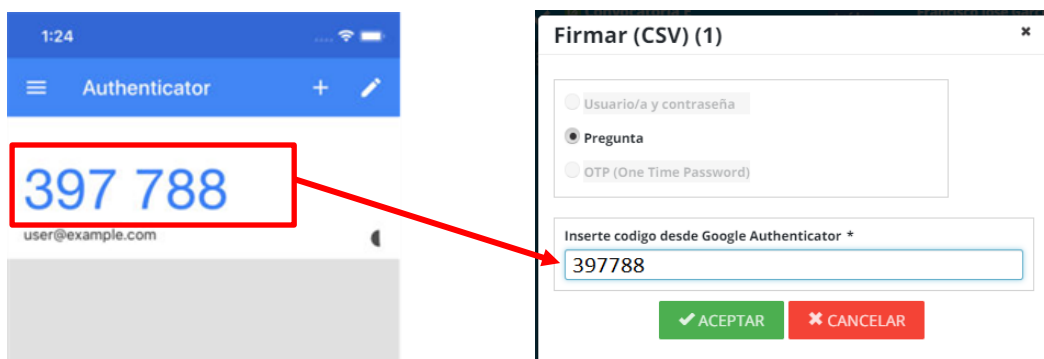 1:24
Authenticator
397 788
user@example.com
Firmar (CSV) (1)
Usuario/a y contraseña
Pregunta
OTP (One Time Password)
Inserte codigo desde Google Authenticator *
397788
ACEPTAR
CANCELAR